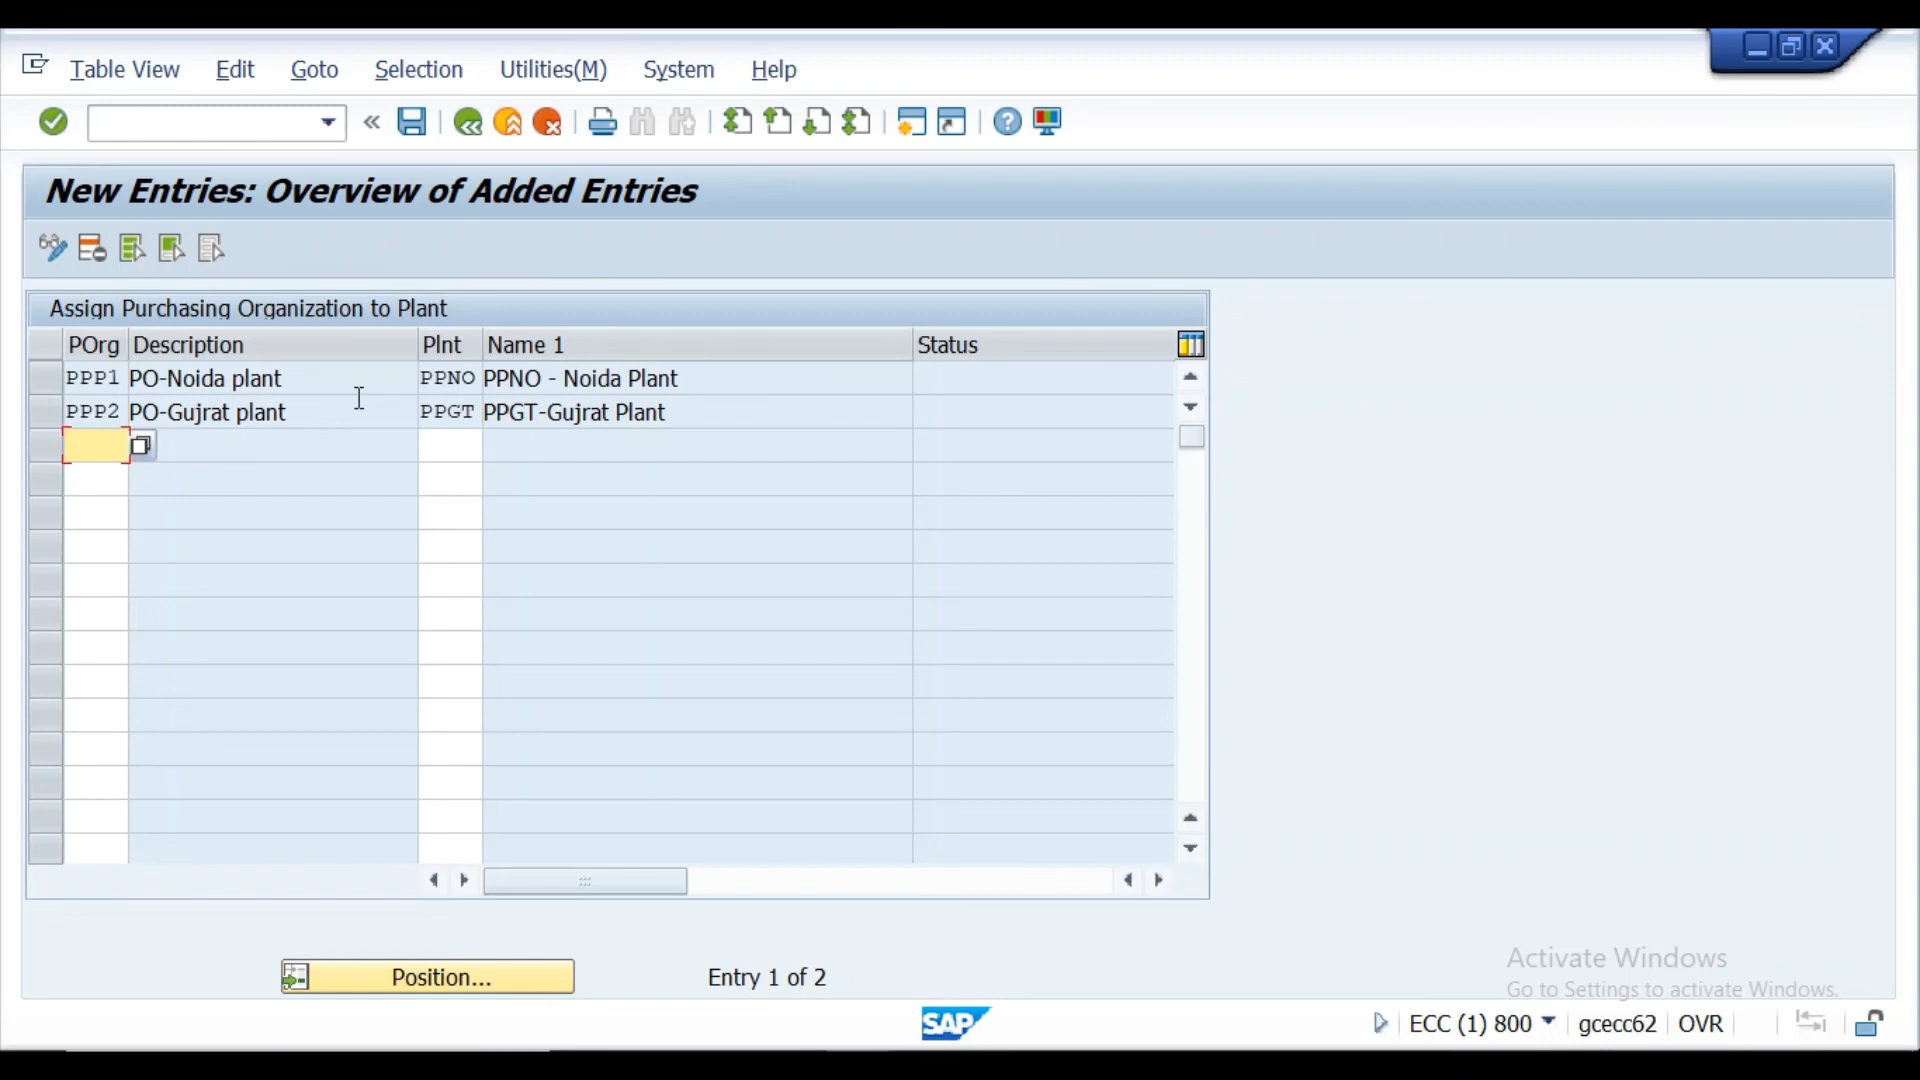 Table View Edit Goto Selection Utilities(M) System Help
New Entries: Overview of Added Entries
Assign Purchasing Organization to Plant
POrg Description Plnt Name 1 Status
PPP1 PO-Noida plant PPNO PPNO - Noida Plant
PPP2 PO-Gujrat plant PPGT PPGT-Gujrat Plant
Position... Entry 1 of 2
Activate Windows
Go to Settings to activate Windows.
SAP ECC (1) 800 gcecc62 OVR